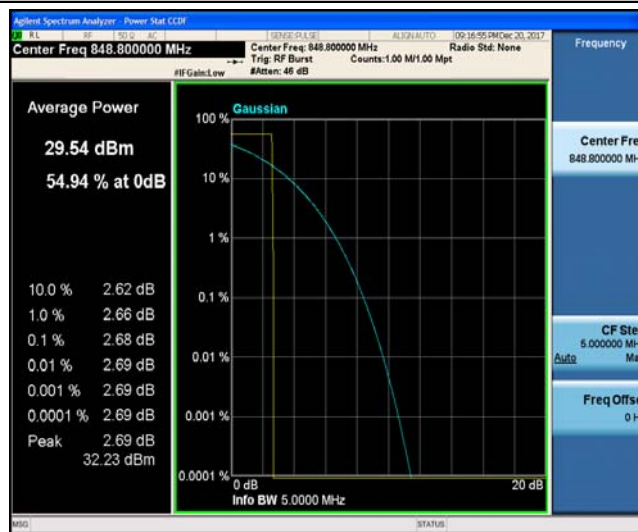 Agilent Spectrum Analyzer - Power Stat CCDF
RL RF 50 Ω AC SENSE:PULSE ALIGN AUTO 09:16:55 PM Dec 20, 2017
Center Freq 848.800000 MHz
Center Freq: 848.800000 MHz Radio Std: None
Trig: RF Burst Counts:1.00 M/1.00 Mpt
#IFGain:Low #Atten: 46 dB
Frequency
Average Power
29.54 dBm
54.94 % at 0dB
10.0 % 2.62 dB
1.0 % 2.66 dB
0.1 % 2.68 dB
0.01 % 2.69 dB
0.001 % 2.69 dB
0.0001 % 2.69 dB
Peak 2.69 dB
32.23 dBm
Gaussian
100 %
10 %
1 %
0.1 %
0.01 %
0.001 %
0.0001 %
0 dB 20 dB
Info BW 5.0000 MHz
Center Fre
848.800000 MH
CF Ste
5.000000 MH
Auto Ma
Freq Offse
0 H
MSG STATUS